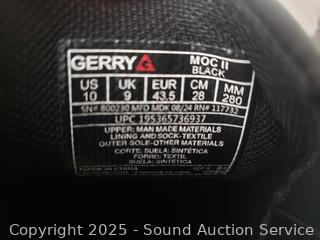 GERRY MOC II
BLACK
US UK EUR CM MM
10 9 43.5 28 280
SN# 800230 MFD MDK 08/24 RN# 117732
UPC 195365736937
UPPER: MAN MADE MATERIALS
LINING AND SOCK-TEXTILE
OUTER SOLE-OTHER MATERIALS
CORTE: SUELA: SINTÉTICA
FORRO: TEXTIL
SUELA: SINTÉTICA
MADE IN CHINA
Copyright 2025 - Sound Auction Service